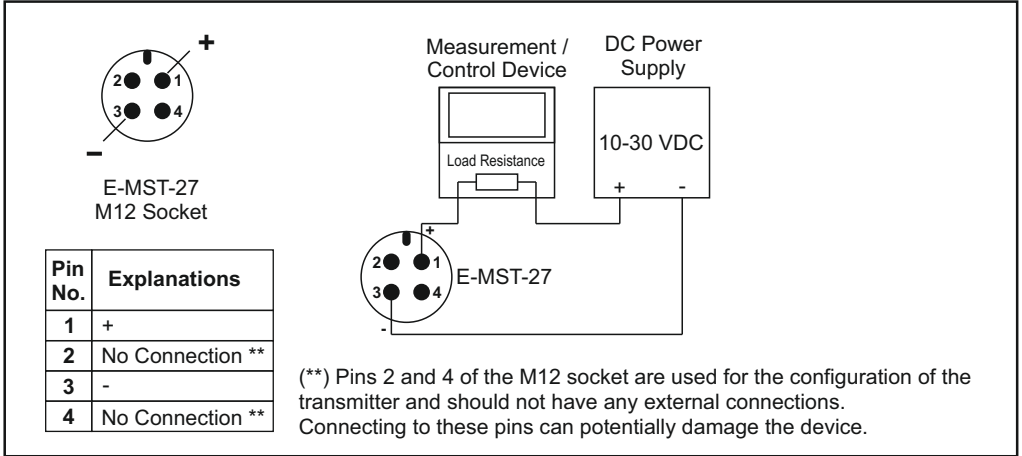 +
2 1
3 4
–
E-MST-27
M12 Socket
Pin No. Explanations
1 +
2 No Connection **
3 -
4 No Connection **
Measurement /
Control Device
Load Resistance
DC Power
Supply
10-30 VDC
+ -
+
2 1
3 4
-
E-MST-27
(**) Pins 2 and 4 of the M12 socket are used for the configuration of the
transmitter and should not have any external connections.
Connecting to these pins can potentially damage the device.